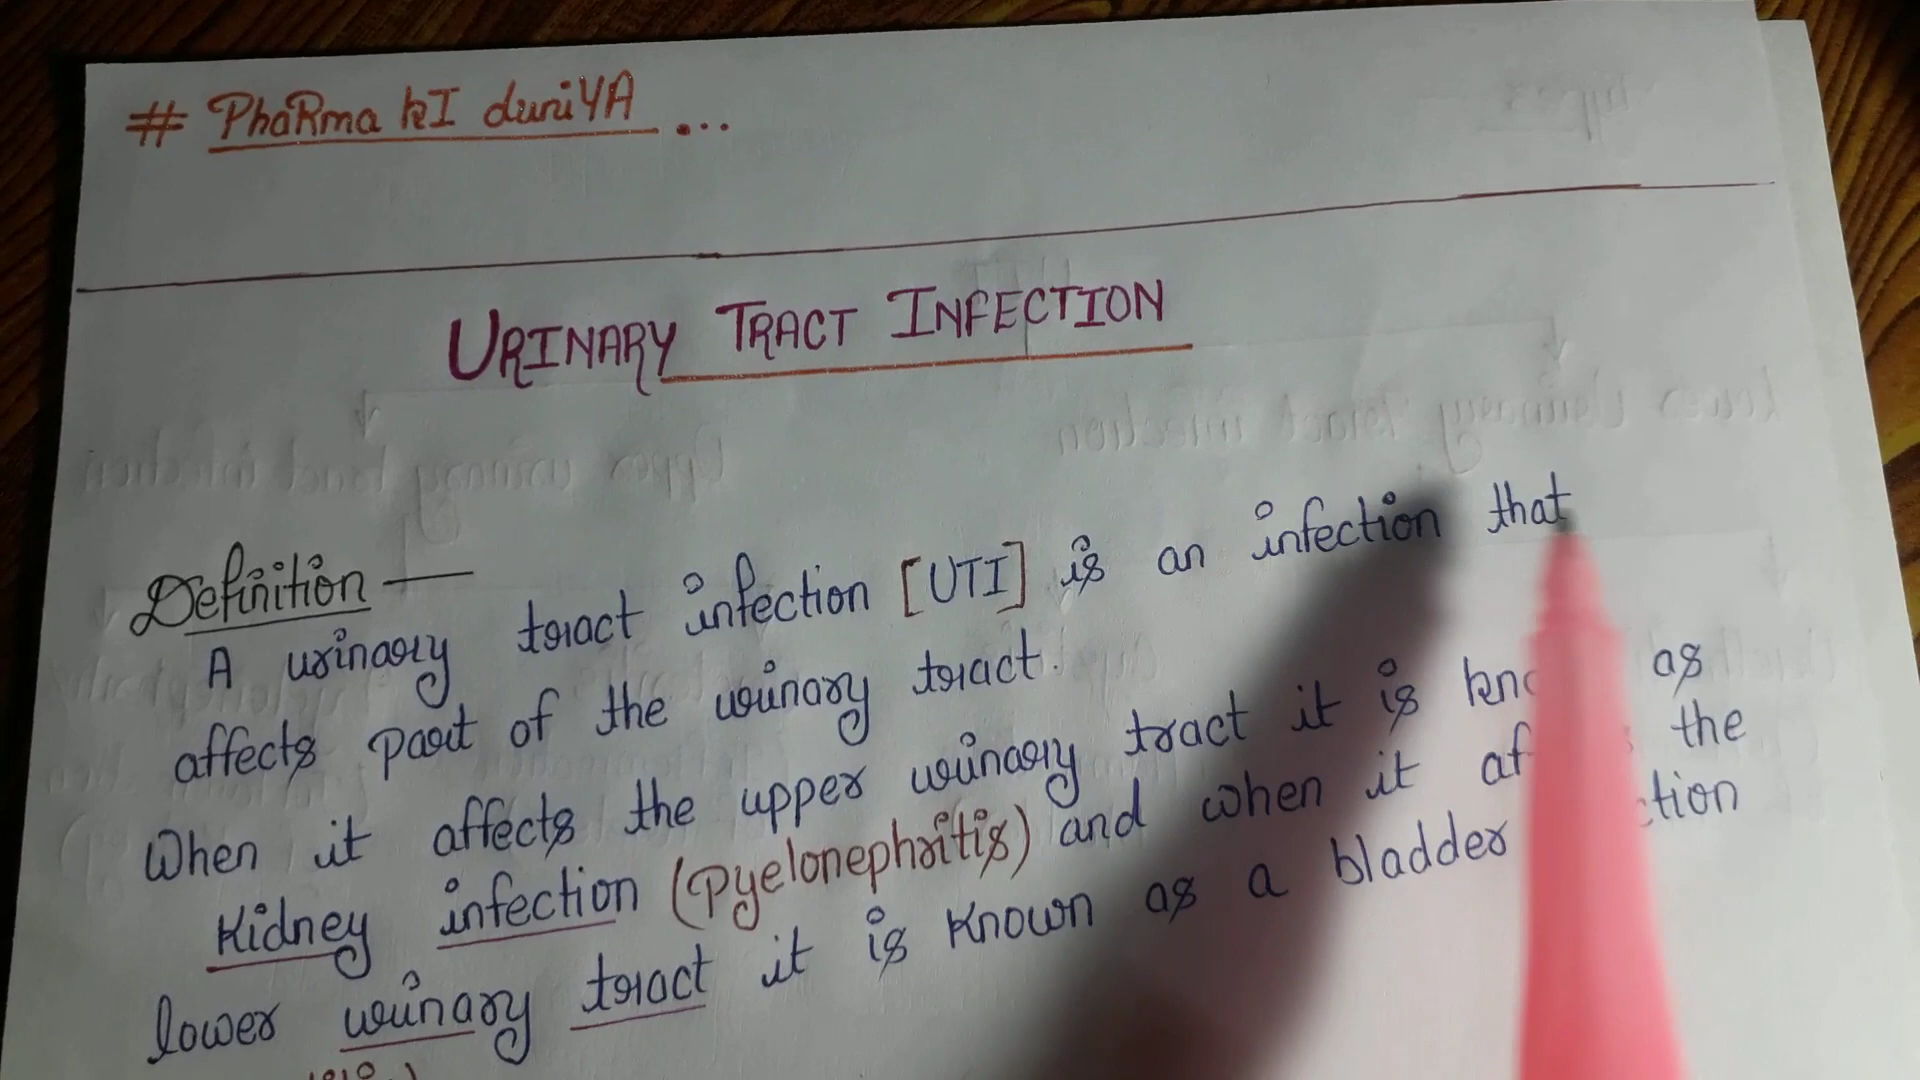 # PhaRma kI duniYA ...
URINARY TRACT INFECTION
Definition —
A urinary tract infection [UTI] is an infection that
affects part of the urinary tract.
When it affects the upper urinary tract it is as
Kidney infection (Pyelonephritis) and when it the
lower urinary tract it is known as a bladder